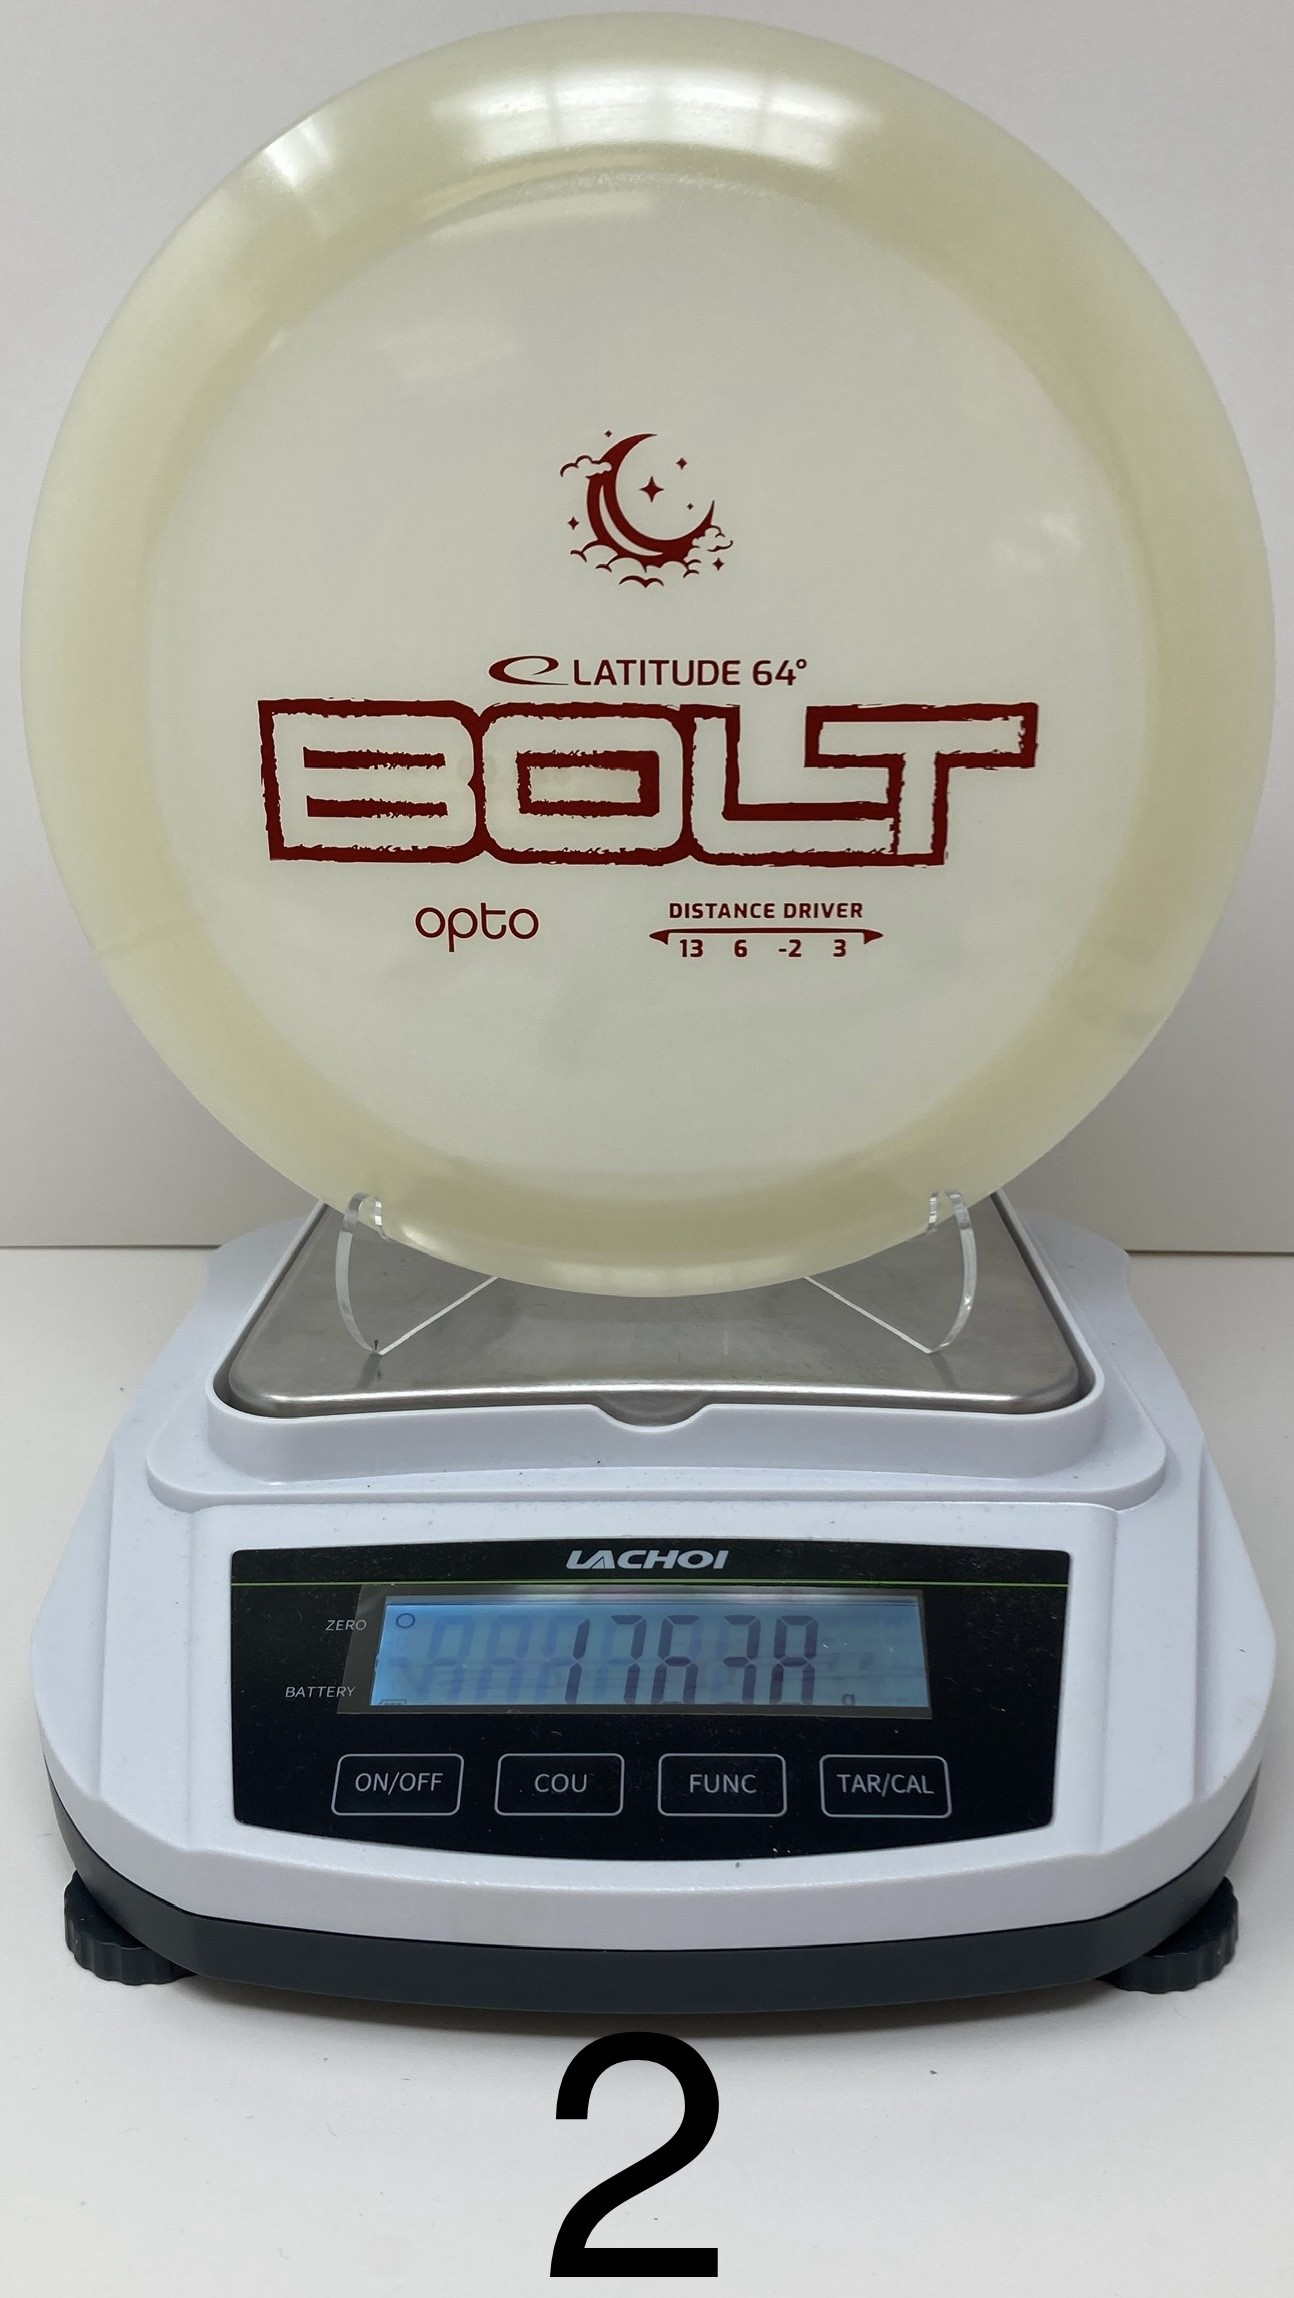 LATITUDE 64°
BOLT
opto
DISTANCE DRIVER
13 6 -2 3
LACHOI
ZERO
BATTERY
g
ON/OFF COU FUNC TAR/CAL
2